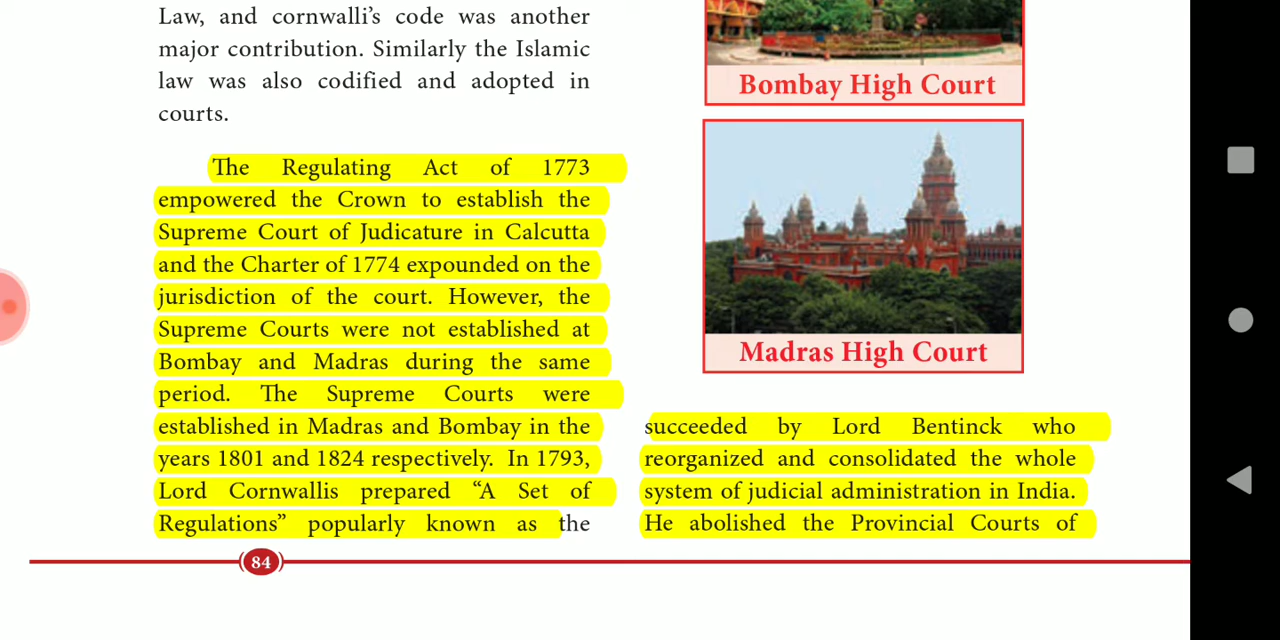 Law, and cornwalli’s code was another
major contribution. Similarly the Islamic
law was also codified and adopted in
courts.
The Regulating Act of 1773
empowered the Crown to establish the
Supreme Court of Judicature in Calcutta
and the Charter of 1774 expounded on the
jurisdiction of the court. However, the
Supreme Courts were not established at
Bombay and Madras during the same
period. The Supreme Courts were
established in Madras and Bombay in the
years 1801 and 1824 respectively. In 1793,
Lord Cornwallis prepared “A Set of
Regulations” popularly known as the
Bombay High Court
Madras High Court
succeeded by Lord Bentinck who
reorganized and consolidated the whole
system of judicial administration in India.
He abolished the Provincial Courts of
84